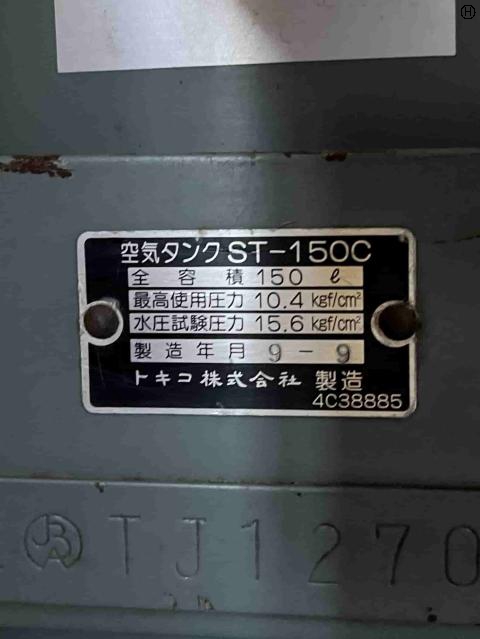 Ⓗ
空気タンク ST-150C
全容積 150 ℓ
最高使用圧力 10.4 kgf/cm²
水圧試験圧力 15.6 kgf/cm²
製造年月 9-9
トキコ株式会社 製造
4C38885
TJ1270